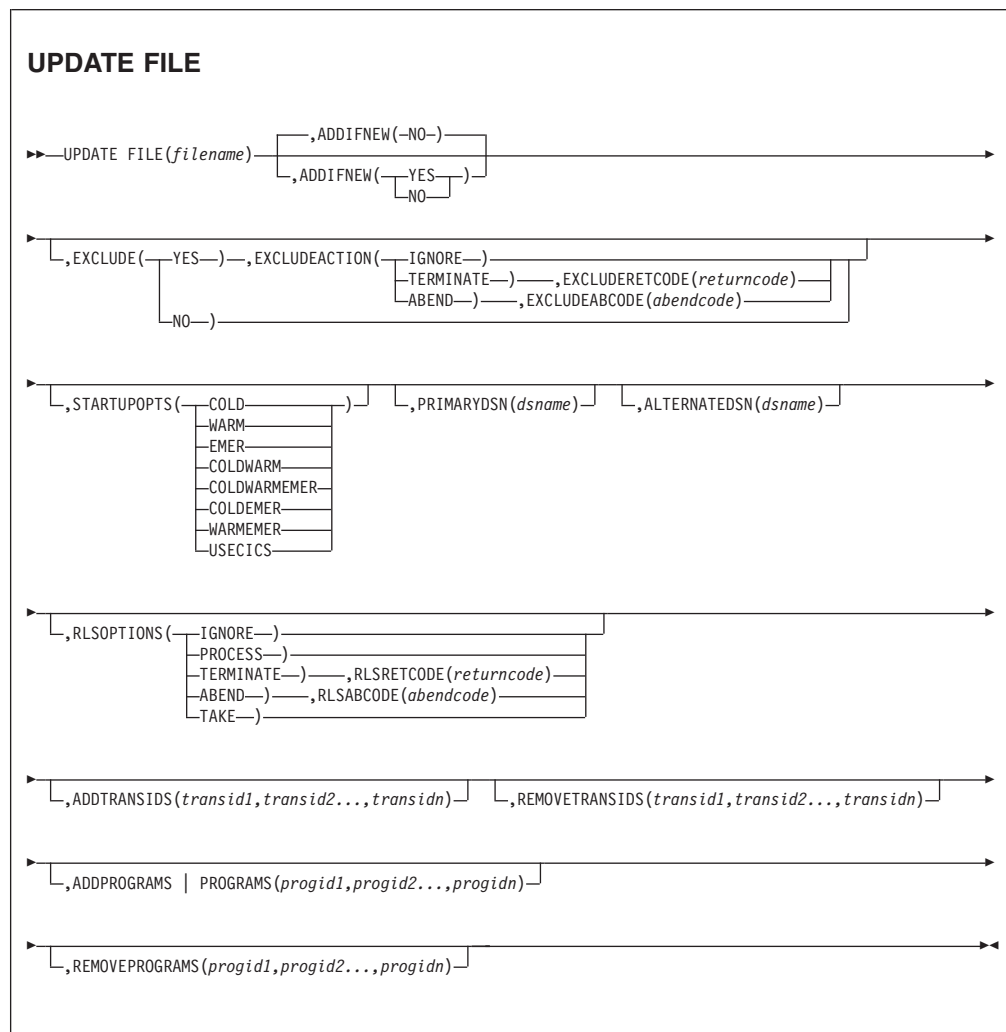 UPDATE FILE
,ADDIFNEW(NO)
UPDATE FILE(filename)
,ADDIFNEW(YES)
NO
,EXCLUDE(YES),EXCLUDEACTION(IGNORE)
TERMINATE),EXCLUDERETCODE(returncode)
ABEND),EXCLUDEABCODE(abendcode)
NO)
,STARTUPOPTS(COLD) ,PRIMARYDSN(dsname) ,ALTERNATEDSN(dsname)
WARM
EMER
COLDWARM
COLDWARMEMER
COLDEMER
WARMEMER
USECICS
,RLSOPTIONS(IGNORE)
PROCESS)
TERMINATE),RLSRETCODE(returncode)
ABEND),RLSABCODE(abendcode)
TAKE)
,ADDTRANSIDS(transid1,transid2...,transidn) ,REMOVETRANSIDS(transid1,transid2...,transidn)
,ADDPROGRAMS | PROGRAMS(progid1,progid2...,progidn)
,REMOVEPROGRAMS(progid1,progid2...,progidn)